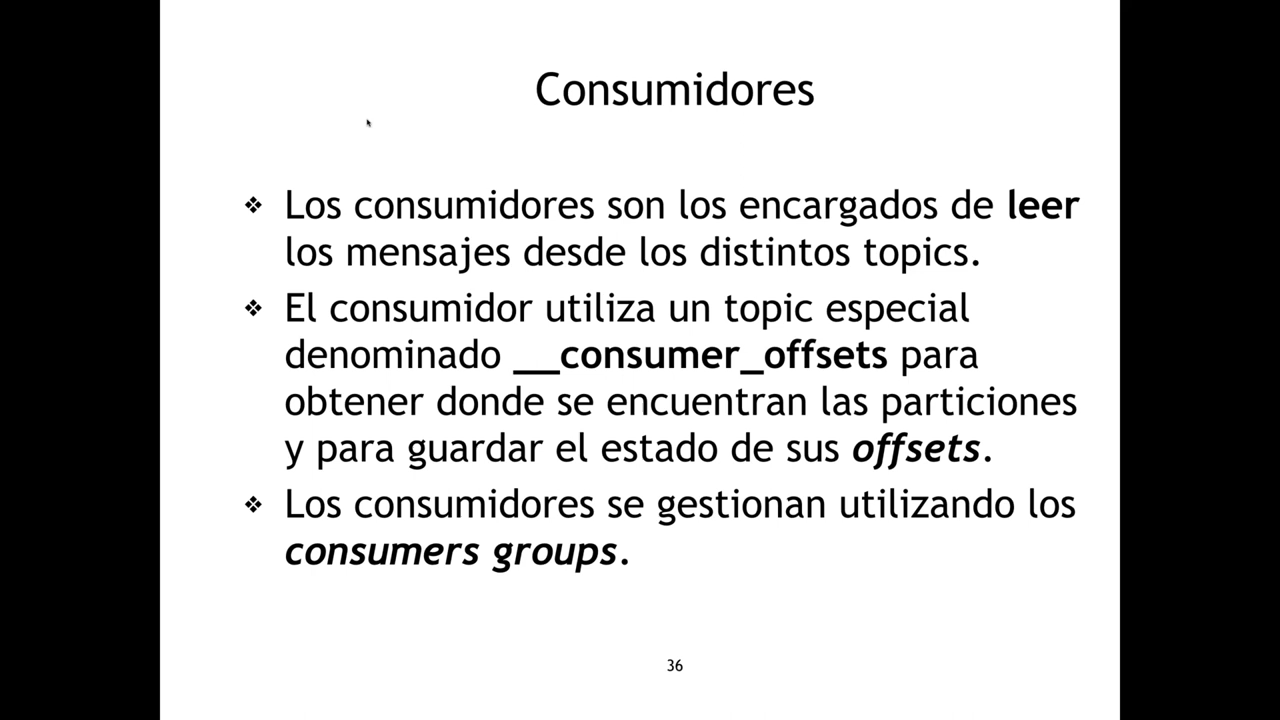 Consumidores
❖ Los consumidores son los encargados de leer
los mensajes desde los distintos topics.
❖ El consumidor utiliza un topic especial
denominado __consumer_offsets para
obtener donde se encuentran las particiones
y para guardar el estado de sus offsets.
❖ Los consumidores se gestionan utilizando los
consumers groups.
36